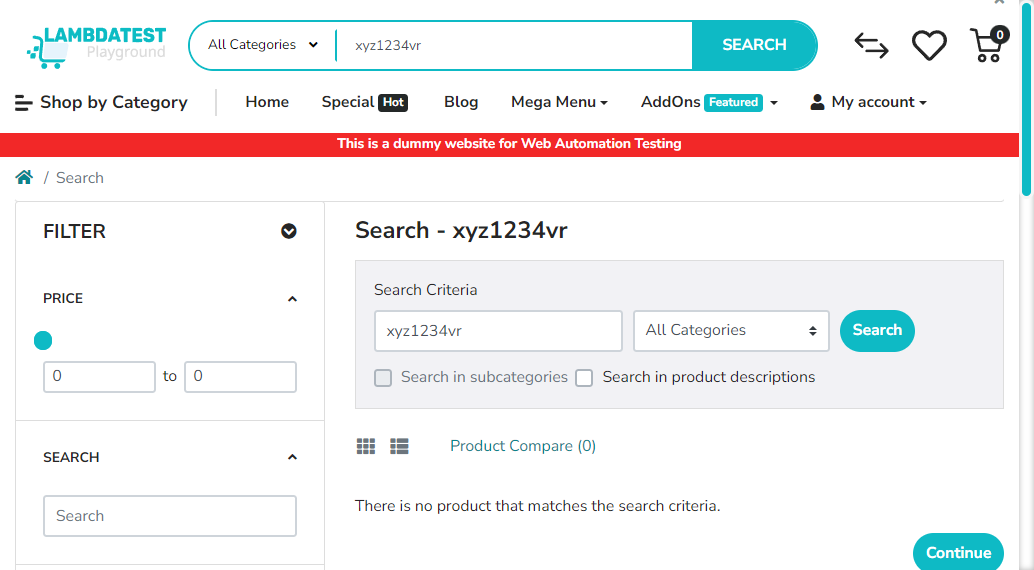 LAMBDATEST
Playground
All Categories xyz1234vr SEARCH 0
Shop by Category Home Special Hot Blog Mega Menu AddOns Featured My account
This is a dummy website for Web Automation Testing
/ Search
FILTER
PRICE
0 to 0
SEARCH
Search
Search - xyz1234vr
Search Criteria
xyz1234vr All Categories Search
Search in subcategories Search in product descriptions
Product Compare (0)
There is no product that matches the search criteria.
Continue